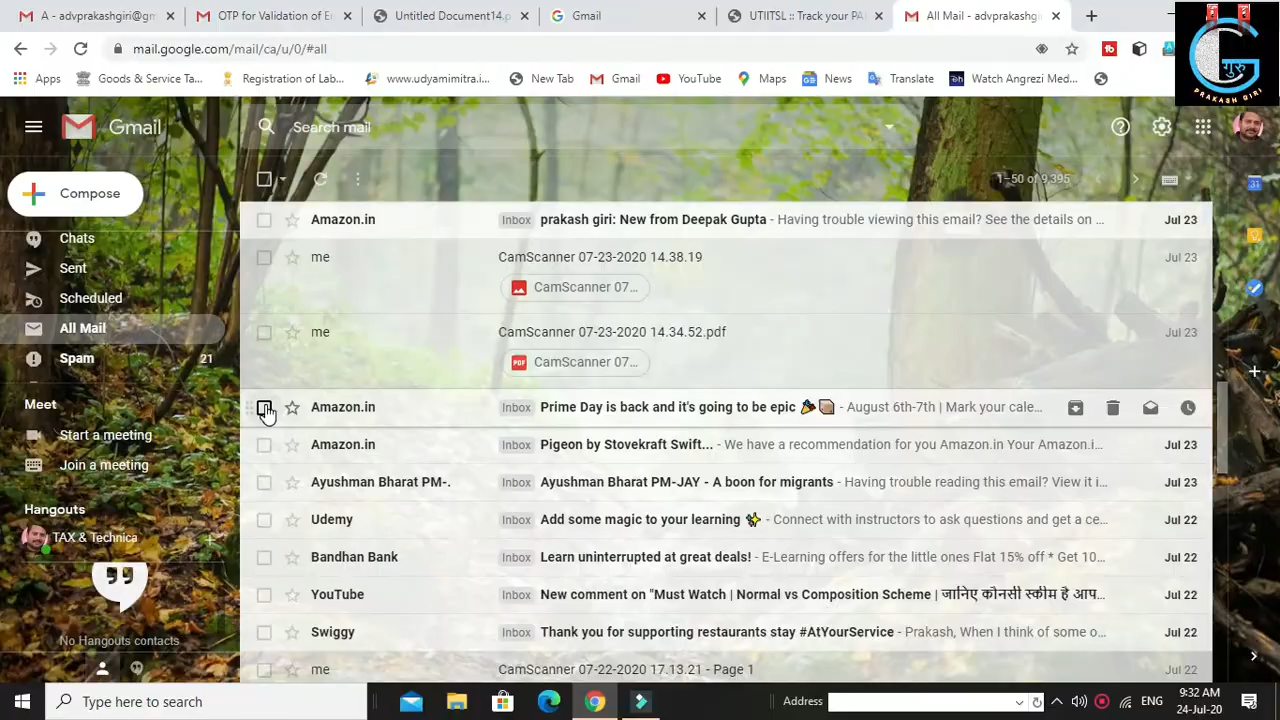 A - advprakashgiri@gm
OTP for Validation of E
Untitled Document14.p
Gmail
UTIITSL :: Track your PA
All Mail - advprakashgi
mail.google.com/mail/ca/u/0/#all
Apps
Goods & Service Ta...
Registration of Lab...
www.udyamimitra.i...
New Tab
Gmail
YouTube
Maps
News
Translate
Watch Angrezi Med...
गुरु
PRAKASH GIRI
Gmail
Search mail
Compose
1–50 of 9,395
Chats
Sent
Scheduled
All Mail
Spam 21
Meet
Start a meeting
Join a meeting
Hangouts
TAX & Technica
No Hangouts contacts
Amazon.in Inbox prakash giri: New from Deepak Gupta - Having trouble viewing this email? See the details on ... Jul 23
me CamScanner 07-23-2020 14.38.19 Jul 23
CamScanner 07...
me CamScanner 07-23-2020 14.34.52.pdf Jul 23
PDF CamScanner 07...
Amazon.in Inbox Prime Day is back and it's going to be epic 🎉📦 - August 6th-7th | Mark your cale...
Amazon.in Inbox Pigeon by Stovekraft Swift... - We have a recommendation for you Amazon.in Your Amazon.i... Jul 23
Ayushman Bharat PM-. Inbox Ayushman Bharat PM-JAY - A boon for migrants - Having trouble reading this email? View it i... Jul 23
Udemy Inbox Add some magic to your learning ✨ - Connect with instructors to ask questions and get a ce... Jul 22
Bandhan Bank Inbox Learn uninterrupted at great deals! - E-Learning offers for the little ones Flat 15% off * Get 10... Jul 22
YouTube Inbox New comment on "Must Watch | Normal vs Composition Scheme | जानिए कौनसी स्कीम है आप... Jul 22
Swiggy Inbox Thank you for supporting restaurants stay #AtYourService - Prakash, When I think of some o... Jul 22
me CamScanner 07-22-2020 17.13.21 - Page 1 Jul 22
31
Type here to search
Address
ENG
9:32 AM
24-Jul-20